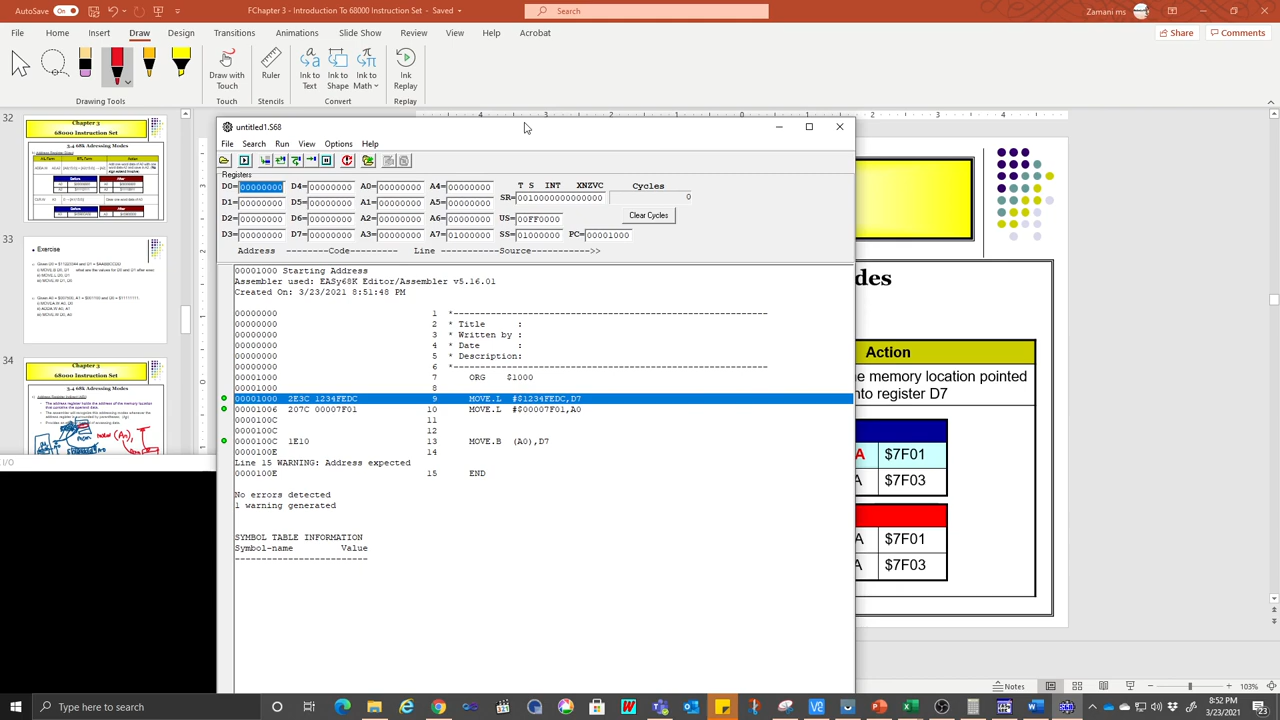 AutoSave On FChapter 3 - Introduction To 68000 Instruction Set - Saved Search Zamani ms
File Home Insert Draw Design Transitions Animations Slide Show Review View Help Acrobat Share Comments
Draw with Touch Ruler Ink to Text Ink to Shape Ink to Math Ink Replay
Drawing Tools Touch Stencils Convert Replay
32
Chapter 3
68000 Instruction Set
33
Exercise
34
Chapter 3
68000 Instruction Set
untitled1.S68
File Search Run View Options Help
Registers
D0= 00000000 D4= 00000000 A0= 00000000 A4= 00000000 T S INT XNZVC Cycles
D1= 00000000 D5= 00000000 A1= 00000000 A5= 00000000 SR= 0010000000000000 0
D2= 00000000 D6= 00000000 A2= 00000000 A6= 00000000 US= 00FF0000 Clear Cycles
D3= 00000000 D7= 00000000 A3= 00000000 A7= 01000000 SS= 01000000 PC= 00001000
Address -------Code----------- Line -----------Source---------->>
00001000 Starting Address
Assembler used: EASy68K Editor/Assembler v5.16.01
Created On: 3/23/2021 8:51:48 PM
00000000 1 *-----------------------------------------------------------
00000000 2 * Title :
00000000 3 * Written by :
00000000 4 * Date :
00000000 5 * Description:
00000000 6 *-----------------------------------------------------------
00001000 7 ORG $1000
00001000 8
00001000 2E3C 1234FEDC 9 MOVE.L #$1234FEDC,D7
00001006 207C 00007F01 10 MOVE.L #$00007F01,A0
0000100C 11
0000100C 12
0000100C 1E10 13 MOVE.B (A0),D7
0000100E 14
Line 15 WARNING: Address expected
0000100E 15 END
No errors detected
1 warning generated
SYMBOL TABLE INFORMATION
Symbol-name Value
-------------------------
I/O
des
Action
e memory location pointed
nto register D7
A $7F01
A $7F03
A $7F01
A $7F03
Notes 103%
Type here to search
8:52 PM
3/23/2021